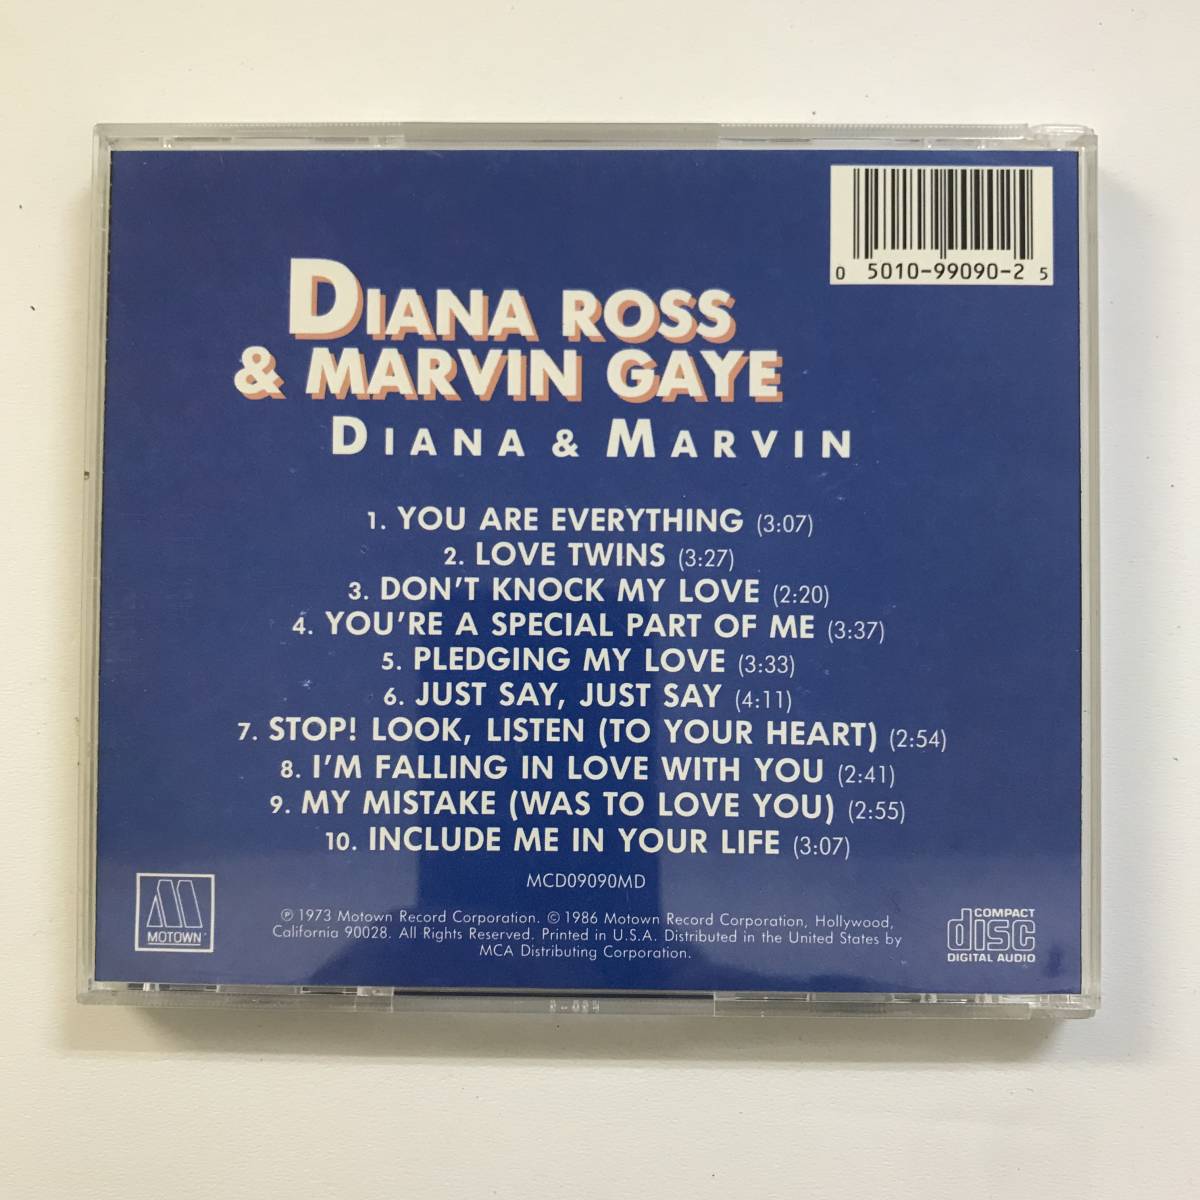 0 5010-99090-2 5
DIANA ROSS
& MARVIN GAYE
DIANA & MARVIN
1. YOU ARE EVERYTHING (3:07)
2. LOVE TWINS (3:27)
3. DON'T KNOCK MY LOVE (2:20)
4. YOU'RE A SPECIAL PART OF ME (3:37)
5. PLEDGING MY LOVE (3:33)
6. JUST SAY, JUST SAY (4:11)
7. STOP! LOOK, LISTEN (TO YOUR HEART) (2:54)
8. I'M FALLING IN LOVE WITH YOU (2:41)
9. MY MISTAKE (WAS TO LOVE YOU) (2:55)
10. INCLUDE ME IN YOUR LIFE (3:07)
MCD09090MD
MOTOWN
℗ 1973 Motown Record Corporation. © 1986 Motown Record Corporation, Hollywood,
California 90028. All Rights Reserved. Printed in U.S.A. Distributed in the United States by
MCA Distributing Corporation.
COMPACT
disc
DIGITAL AUDIO